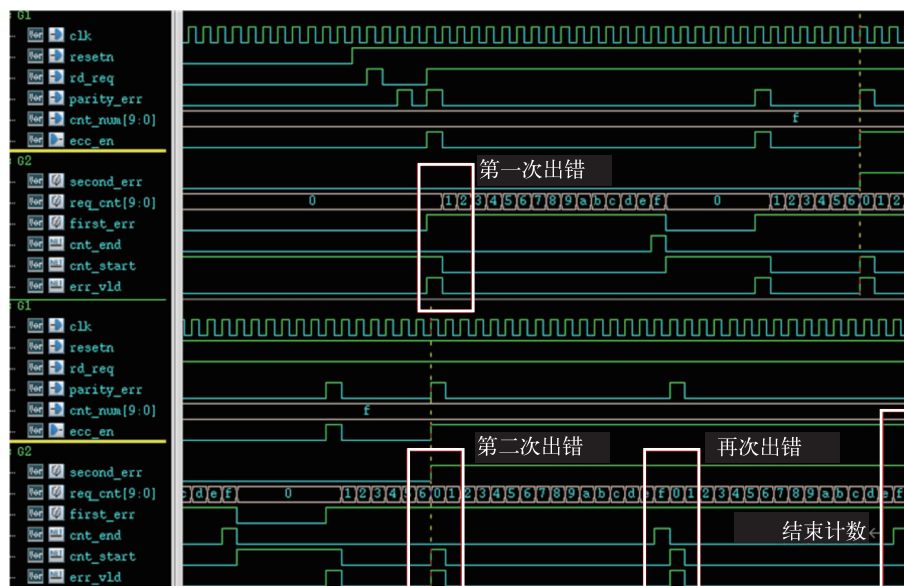 G1
clk
resetn
rd_req
parity_err
cnt_num[9:0] f
ecc_en
G2
第一次出错
second_err
req_cnt[9:0] 0 1 2 3 4 5 6 7 8 9 a b c d e f 0 1 2 3 4 5 6 0 1 2
first_err
cnt_end
cnt_start
err_vld
G1
clk
resetn
rd_req
parity_err
cnt_num[9:0] f
ecc_en
G2
第二次出错 再次出错
second_err
req_cnt[9:0] c d e f 0 1 2 3 4 5 6 0 1 2 3 4 5 6 7 8 9 a b c d e f 0 1 2 3 4 5 6 7 8 9 a b c d e f
first_err
cnt_end 结束计数←
cnt_start
err_vld